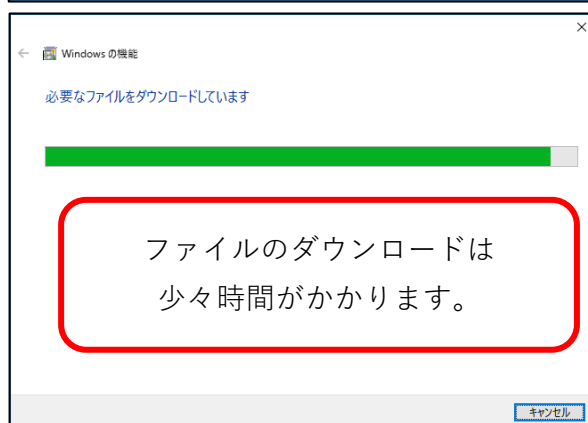 Windows の機能
必要なファイルをダウンロードしています
ファイルのダウンロードは
少々時間がかかります。
キャンセル